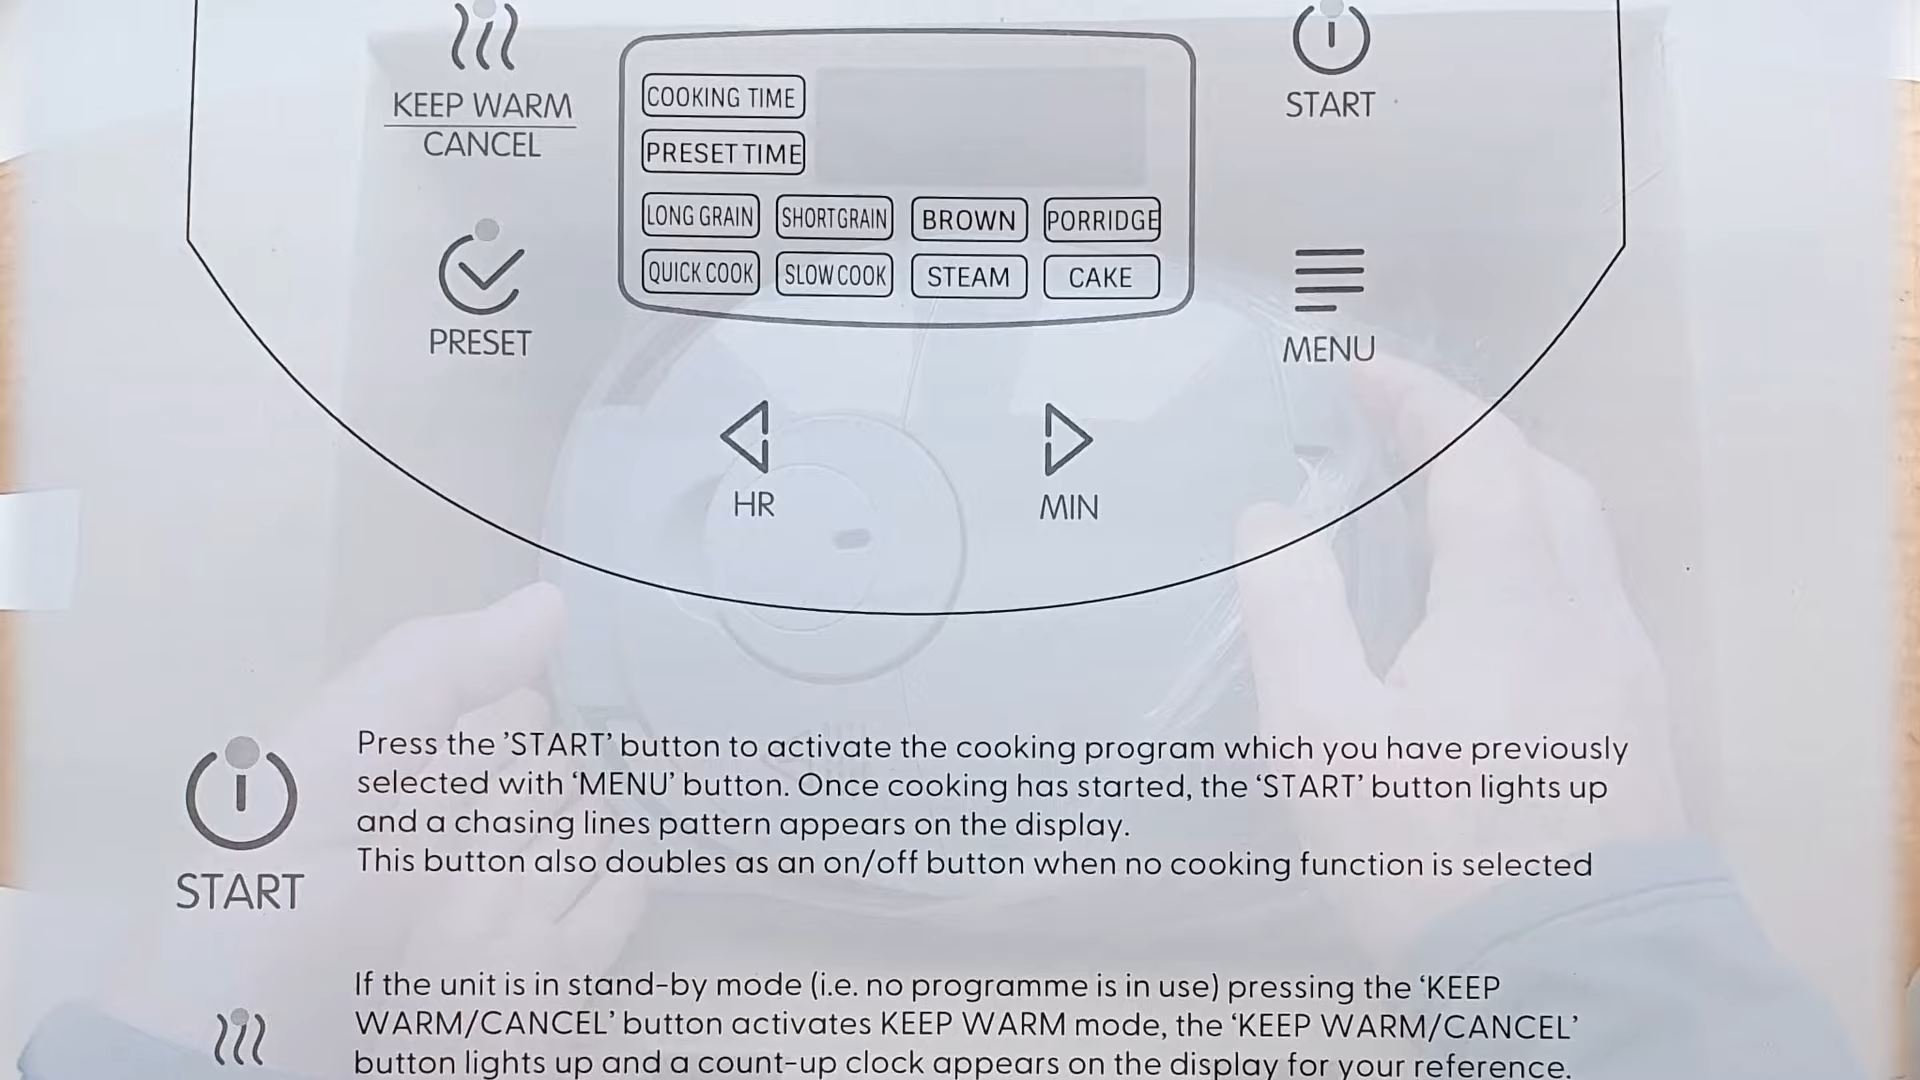 KEEP WARM
CANCEL
START
COOKING TIME
PRESET TIME
LONG GRAIN
SHORT GRAIN
BROWN
PORRIDGE
QUICK COOK
SLOW COOK
STEAM
CAKE
PRESET
MENU
HR
MIN
START
Press the 'START' button to activate the cooking program which you have previously
selected with 'MENU' button. Once cooking has started, the 'START' button lights up
and a chasing lines pattern appears on the display.
This button also doubles as an on/off button when no cooking function is selected
If the unit is in stand-by mode (i.e. no programme is in use) pressing the 'KEEP
WARM/CANCEL' button activates KEEP WARM mode, the 'KEEP WARM/CANCEL'
button lights up and a count-up clock appears on the display for your reference.